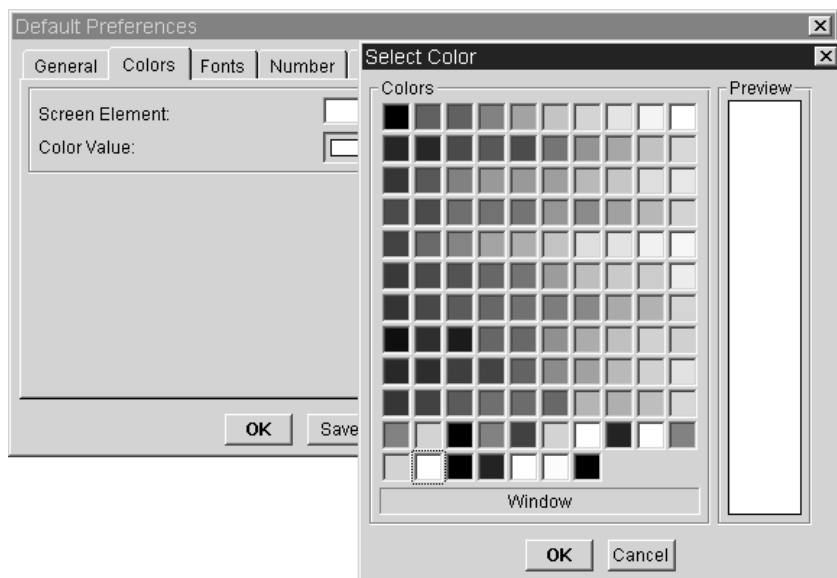 Default Preferences
General Colors Fonts Number
Screen Element:
Color Value:
OK Save
Select Color
Colors
Preview
Window
OK Cancel